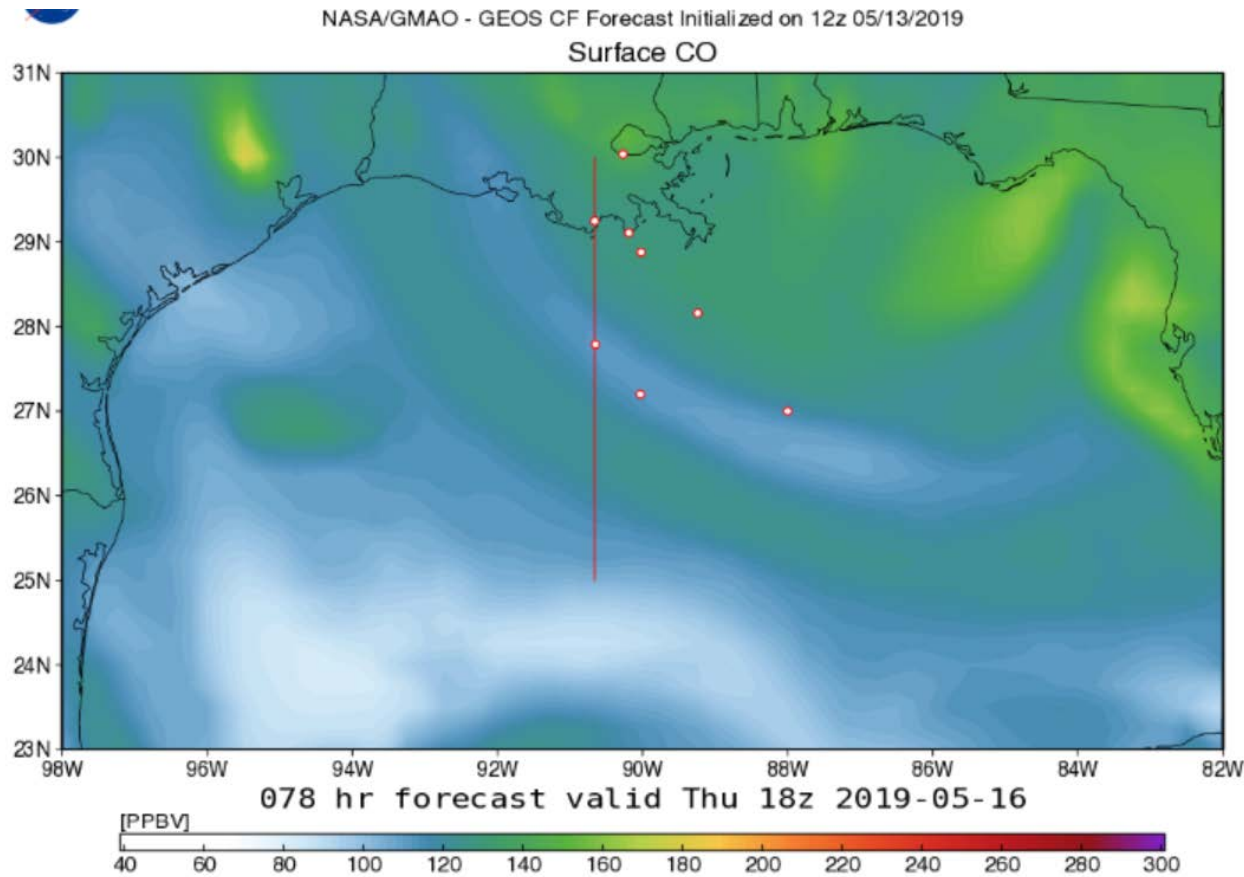 NASA/GMAO - GEOS CF Forecast Initialized on 12z 05/13/2019
Surface CO
31N
30N
29N
28N
27N
26N
25N
24N
23N
98W 96W 94W 92W 90W 88W 86W 84W 82W
078 hr forecast valid Thu 18z 2019-05-16
[PPBV]
40 60 80 100 120 140 160 180 200 220 240 260 280 300